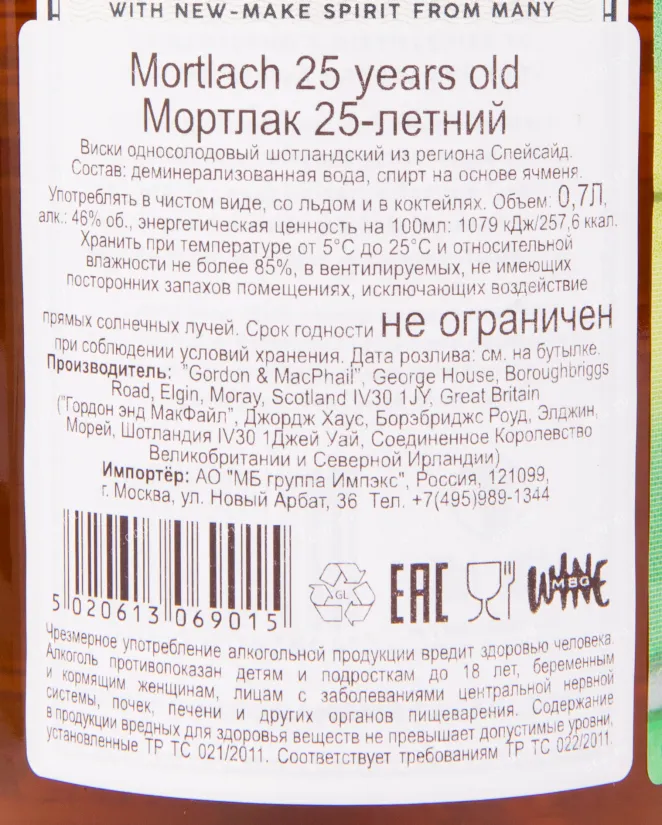 WITH NEW-MAKE SPIRIT FROM MANY
Mortlach 25 years old
Мортлак 25-летний
Виски односолодовый шотландский из региона Спейсайд.
Состав: деминерализованная вода, спирт на основе ячменя.
Употреблять в чистом виде, со льдом и в коктейлях. Объем: 0,7Л,
алк.: 46% об., энергетическая ценность на 100мл: 1079 кДж/257,6 ккал.
Хранить при температуре от 5°С до 25°С и относительной
влажности не более 85%, в вентилируемых, не имеющих
посторонних запахов помещениях, исключающих воздействие
прямых солнечных лучей. Срок годности не ограничен
при соблюдении условий хранения. Дата розлива: см. на бутылке.
Производитель: "Gordon & MacPhail", George House, Boroughbriggs
Road, Elgin, Moray, Scotland IV30 1JY, Great Britain
("Гордон энд МакФайл", Джордж Хаус, Борэбриджс Роуд, Элджин,
Морей, Шотландия IV30 1Джей Уай, Соединенное Королевство
Великобритании и Северной Ирландии)
Импортёр: АО "МБ группа Импэкс", Россия, 121099,
г. Москва, ул. Новый Арбат, 36 Тел. +7(495)989-1344
5 020613 069015
GL
EAC
WINE
MBG
Чрезмерное употребление алкогольной продукции вредит здоровью человека.
Алкоголь противопоказан детям и подросткам до 18 лет, беременным
и кормящим женщинам, лицам с заболеваниями центральной нервной
системы, почек, печени и других органов пищеварения. Содержание
в продукции вредных для здоровья веществ не превышает допустимые уровни,
установленные ТР ТС 021/2011. Соответствует требованиям ТР ТС 022/2011.